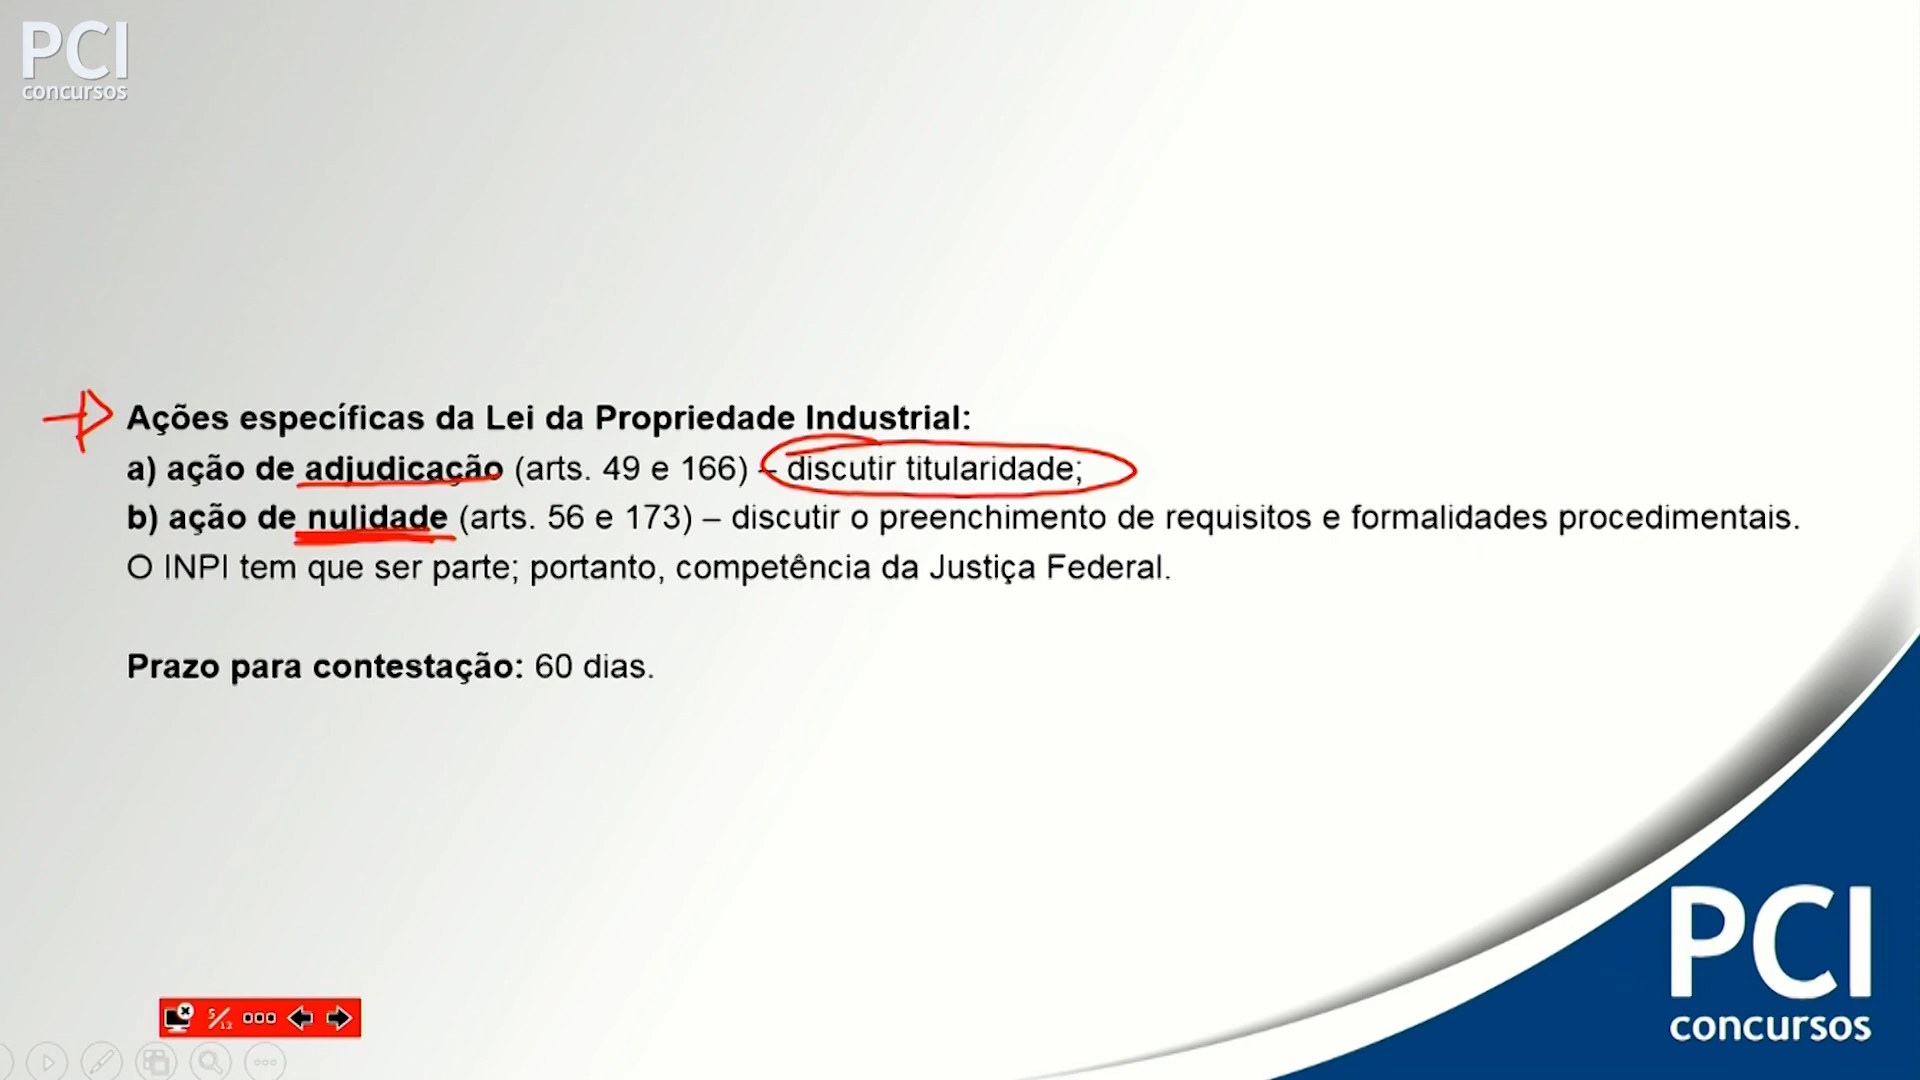 PCI
concursos
Ações específicas da Lei da Propriedade Industrial:
a) ação de adjudicação (arts. 49 e 166) – discutir titularidade;
b) ação de nulidade (arts. 56 e 173) – discutir o preenchimento de requisitos e formalidades procedimentais.
O INPI tem que ser parte; portanto, competência da Justiça Federal.
Prazo para contestação: 60 dias.
PCI
concursos
5/12